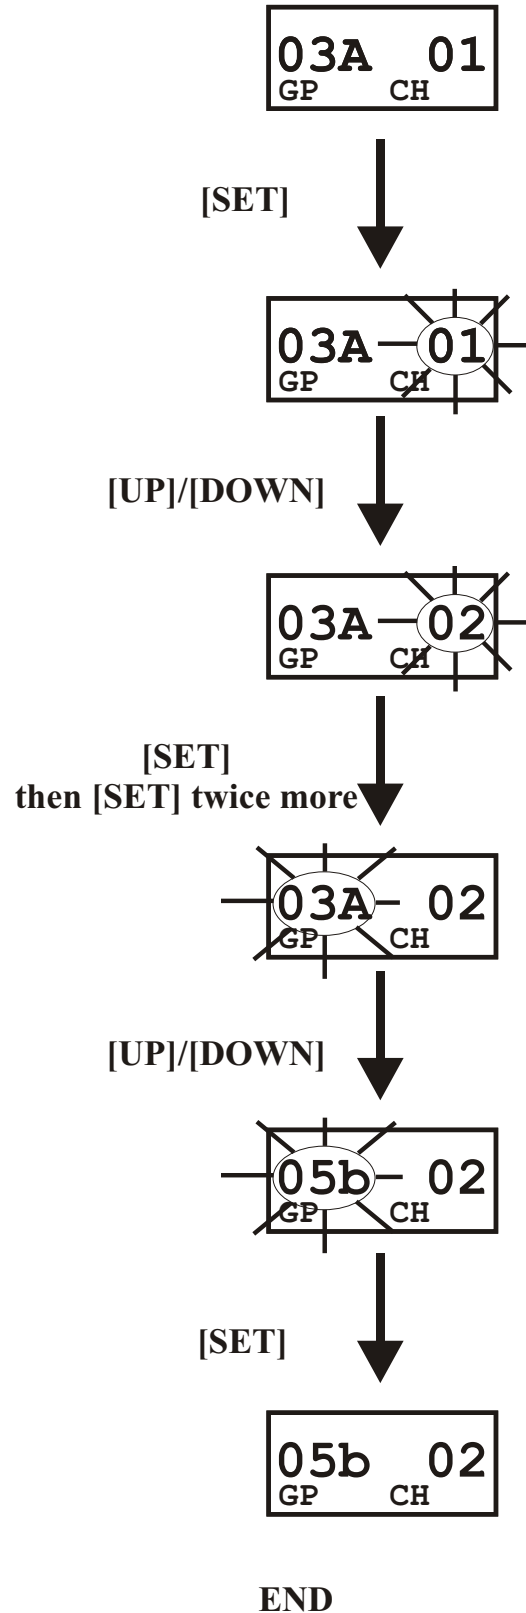 03A 01
GP CH
[SET]
03A 01
GP CH
[UP]/[DOWN]
03A 02
GP CH
[SET]
then [SET] twice more
03A 02
GP CH
[UP]/[DOWN]
05b 02
GP CH
[SET]
05b 02
GP CH
END